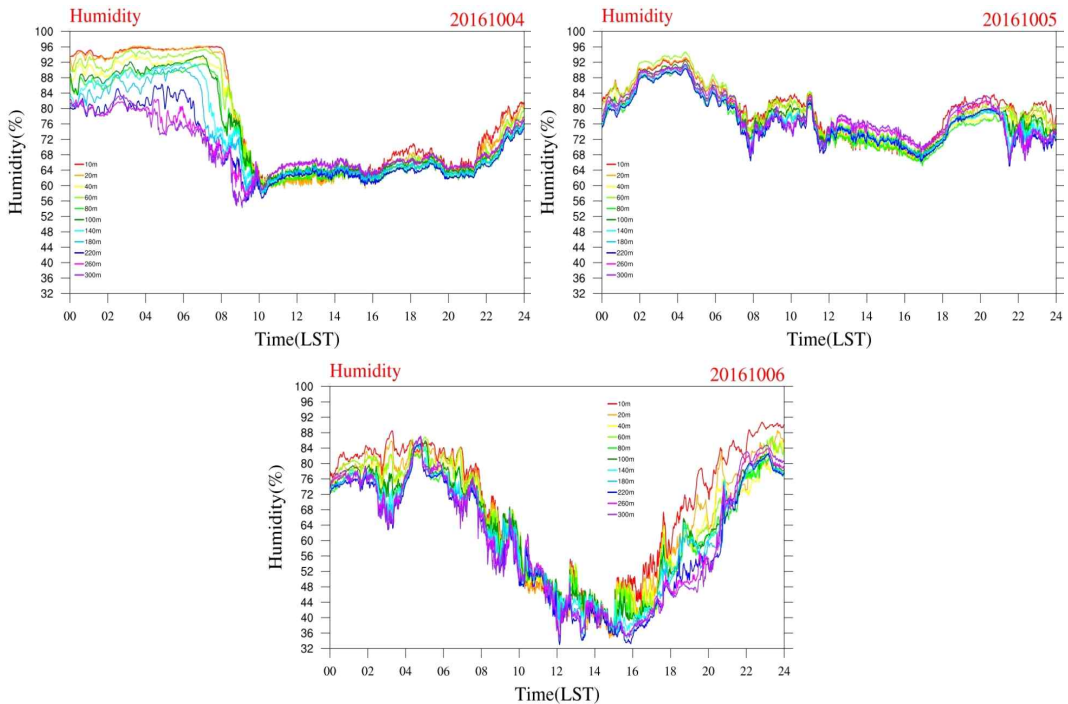 Humidity 20161004
100
96
92
88
84
80
76
72
68
64
60
56
52
48
44
40
36
32
Humidity(%)
10m
20m
40m
60m
80m
100m
140m
180m
220m
260m
300m
00 02 04 06 08 10 12 14 16 18 20 22 24
Time(LST)
Humidity 20161005
100
96
92
88
84
80
76
72
68
64
60
56
52
48
44
40
36
32
Humidity(%)
10m
20m
40m
60m
80m
100m
140m
180m
220m
260m
300m
00 02 04 06 08 10 12 14 16 18 20 22 24
Time(LST)
Humidity 20161006
100
96
92
88
84
80
76
72
68
64
60
56
52
48
44
40
36
32
Humidity(%)
10m
20m
40m
60m
80m
100m
140m
180m
220m
260m
300m
00 02 04 06 08 10 12 14 16 18 20 22 24
Time(LST)